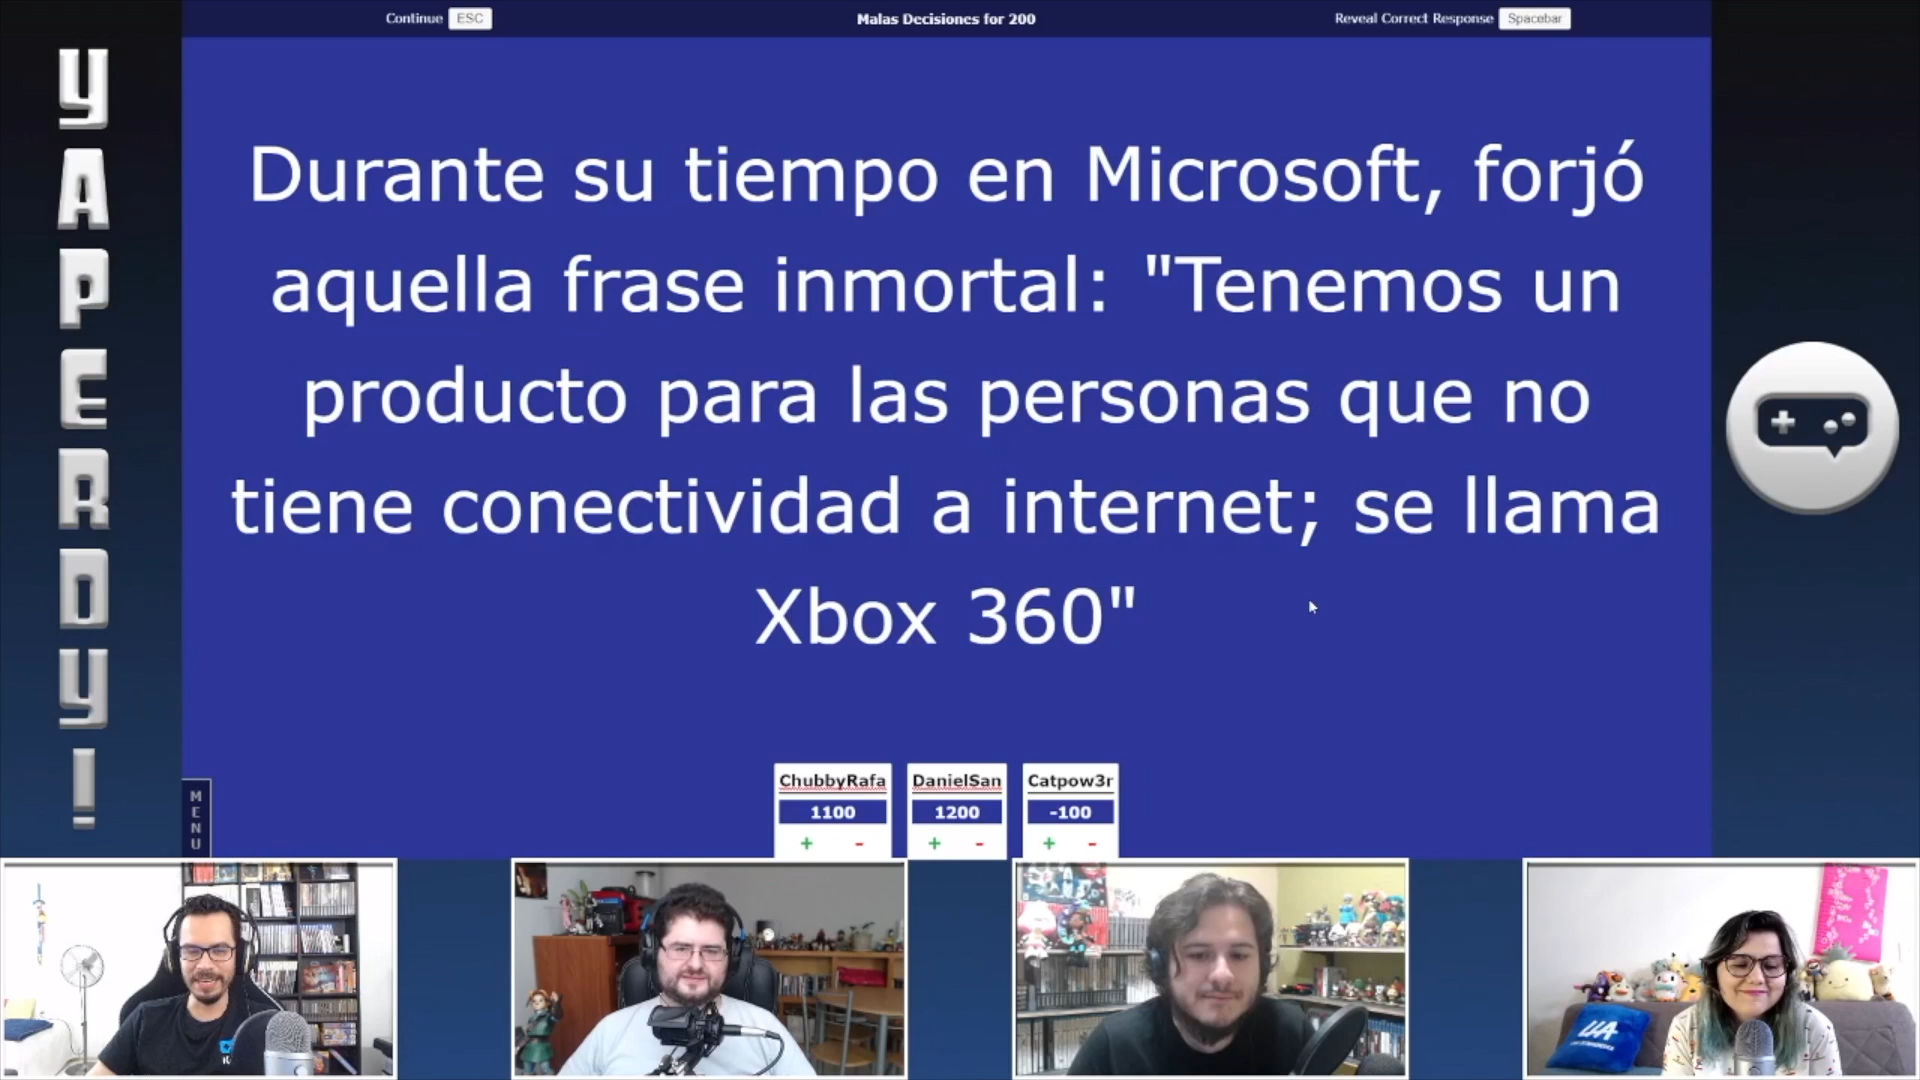 Continue ESC
Malas Decisiones for 200
Reveal Correct Response Spacebar
YAPERDY!
Durante su tiempo en Microsoft, forjó
aquella frase inmortal: "Tenemos un
producto para las personas que no
tiene conectividad a internet; se llama
Xbox 360"
MENU
ChubbyRafa
1100
+ -
DanielSan
1200
+ -
Catpow3r
-100
+ -
LLA